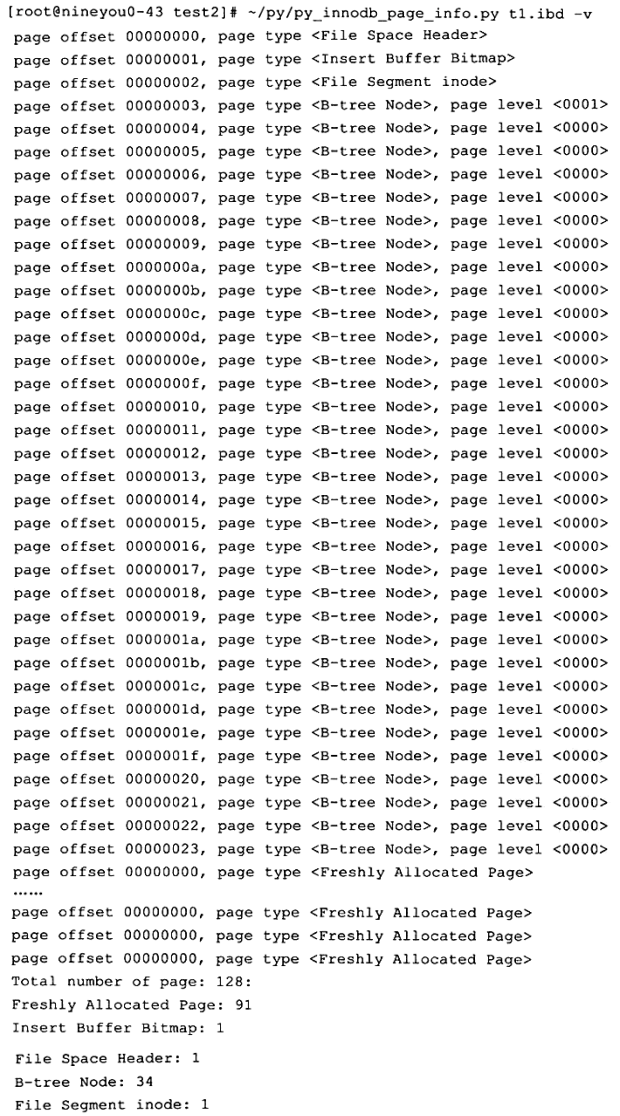 [root@nineyou0-43 test2]# ~/py/py_innodb_page_info.py t1.ibd -v
page offset 00000000, page type <File Space Header>
page offset 00000001, page type <Insert Buffer Bitmap>
page offset 00000002, page type <File Segment inode>
page offset 00000003, page type <B-tree Node>, page level <0001>
page offset 00000004, page type <B-tree Node>, page level <0000>
page offset 00000005, page type <B-tree Node>, page level <0000>
page offset 00000006, page type <B-tree Node>, page level <0000>
page offset 00000007, page type <B-tree Node>, page level <0000>
page offset 00000008, page type <B-tree Node>, page level <0000>
page offset 00000009, page type <B-tree Node>, page level <0000>
page offset 0000000a, page type <B-tree Node>, page level <0000>
page offset 0000000b, page type <B-tree Node>, page level <0000>
page offset 0000000c, page type <B-tree Node>, page level <0000>
page offset 0000000d, page type <B-tree Node>, page level <0000>
page offset 0000000e, page type <B-tree Node>, page level <0000>
page offset 0000000f, page type <B-tree Node>, page level <0000>
page offset 00000010, page type <B-tree Node>, page level <0000>
page offset 00000011, page type <B-tree Node>, page level <0000>
page offset 00000012, page type <B-tree Node>, page level <0000>
page offset 00000013, page type <B-tree Node>, page level <0000>
page offset 00000014, page type <B-tree Node>, page level <0000>
page offset 00000015, page type <B-tree Node>, page level <0000>
page offset 00000016, page type <B-tree Node>, page level <0000>
page offset 00000017, page type <B-tree Node>, page level <0000>
page offset 00000018, page type <B-tree Node>, page level <0000>
page offset 00000019, page type <B-tree Node>, page level <0000>
page offset 0000001a, page type <B-tree Node>, page level <0000>
page offset 0000001b, page type <B-tree Node>, page level <0000>
page offset 0000001c, page type <B-tree Node>, page level <0000>
page offset 0000001d, page type <B-tree Node>, page level <0000>
page offset 0000001e, page type <B-tree Node>, page level <0000>
page offset 0000001f, page type <B-tree Node>, page level <0000>
page offset 00000020, page type <B-tree Node>, page level <0000>
page offset 00000021, page type <B-tree Node>, page level <0000>
page offset 00000022, page type <B-tree Node>, page level <0000>
page offset 00000023, page type <B-tree Node>, page level <0000>
page offset 00000000, page type <Freshly Allocated Page>
……
page offset 00000000, page type <Freshly Allocated Page>
page offset 00000000, page type <Freshly Allocated Page>
page offset 00000000, page type <Freshly Allocated Page>
Total number of page: 128:
Freshly Allocated Page: 91
Insert Buffer Bitmap: 1
File Space Header: 1
B-tree Node: 34
File Segment inode: 1